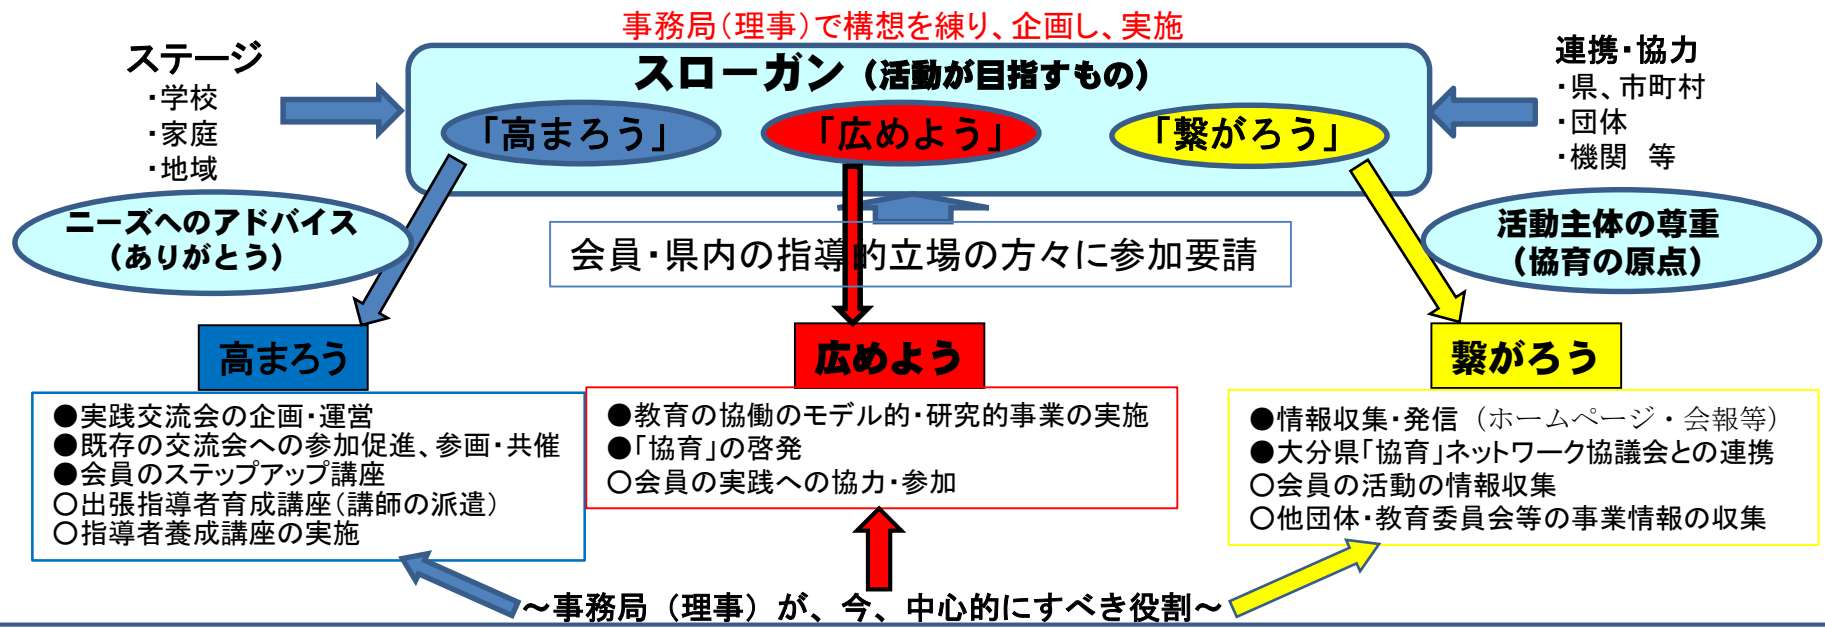 事務局(理事)で構想を練り、企画し、実施
ステージ
・学校
・家庭
・地域
スローガン(活動が目指すもの)
「高まろう」
「広めよう」
「繋がろう」
連携・協力
・県、市町村
・団体
・機関 等
ニーズへのアドバイス
(ありがとう)
会員・県内の指導的立場の方々に参加要請
活動主体の尊重
(協育の原点)
高まろう
●実践交流会の企画・運営
●既存の交流会への参加促進、参画・共催
●会員のステップアップ講座
○出張指導者育成講座(講師の派遣)
○指導者養成講座の実施
広めよう
●教育の協働のモデル的・研究的事業の実施
●「協育」の啓発
○会員の実践への協力・参加
繋がろう
●情報収集・発信(ホームページ・会報等)
●大分県「協育」ネットワーク協議会との連携
○会員の活動の情報収集
○他団体・教育委員会等の事業情報の収集
~事務局(理事)が、今、中心的にすべき役割~